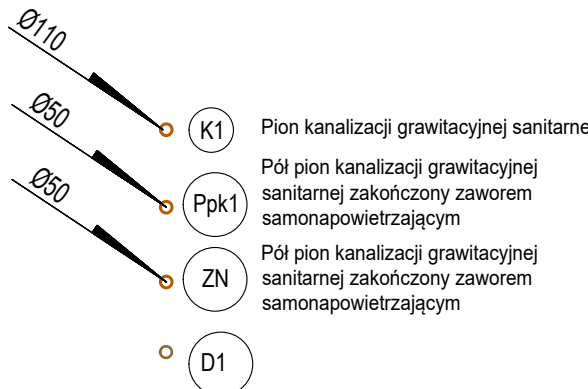 Ø110
K1
Pion kanalizacji grawitacyjnej sanitarne
Ø50
Ppk1
Pół pion kanalizacji grawitacyjnej
sanitarnej zakończony zaworem
samonapowietrzającym
Ø50
ZN
Pół pion kanalizacji grawitacyjnej
sanitarnej zakończony zaworem
samonapowietrzającym
D1